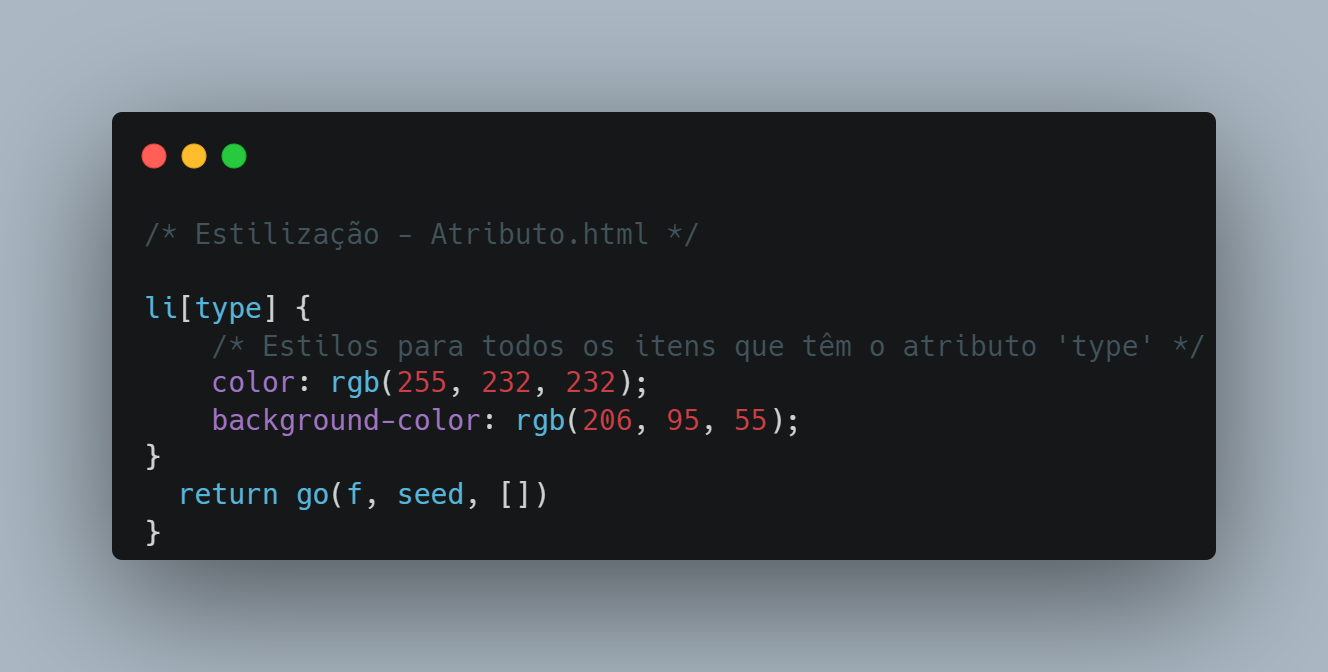 /* Estilização - Atributo.html */
li[type] {
    /* Estilos para todos os itens que têm o atributo 'type' */
    color: rgb(255, 232, 232);
    background-color: rgb(206, 95, 55);
}
  return go(f, seed, [])
}